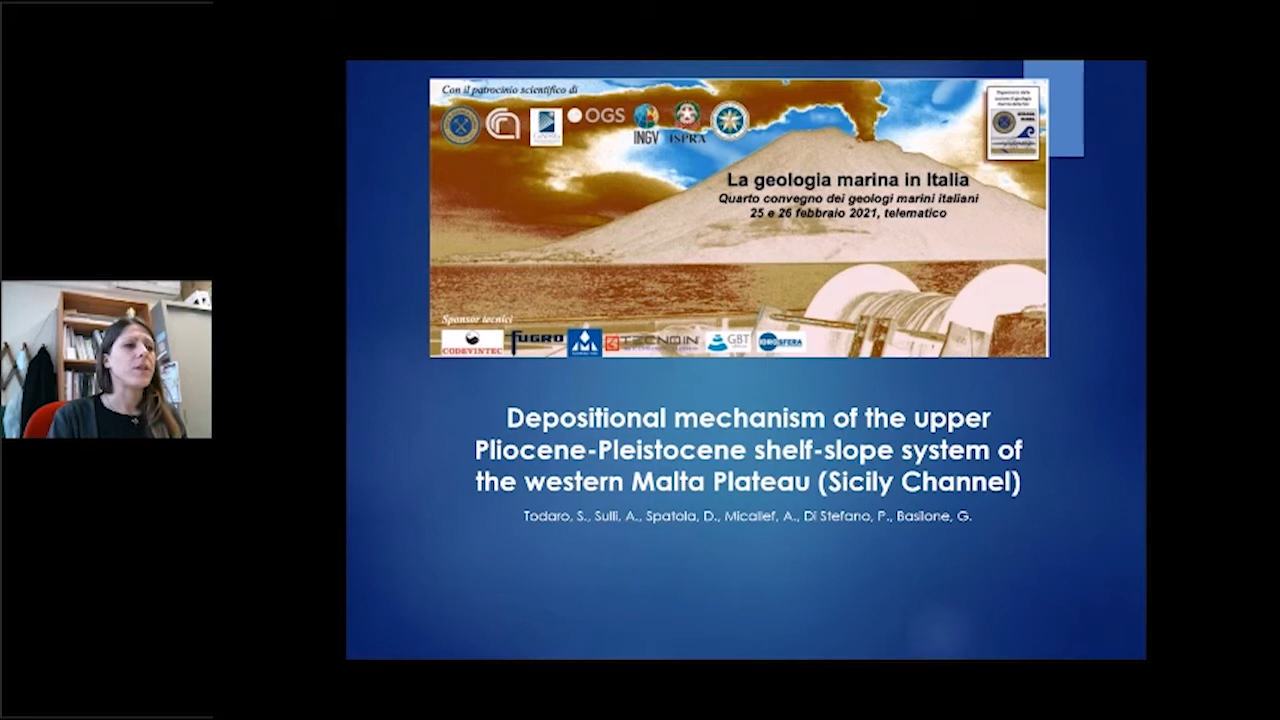 Con il patrocinio scientifico di
OGS
INGV
ISPRA
La geologia marina in Italia
Quarto convegno dei geologi marini italiani
25 e 26 febbraio 2021, telematico
Sponsor tecnici
CODEVINTEC
FUGRO
TECNOIN
GBT
IDROSFERA
Depositional mechanism of the upper
Pliocene-Pleistocene shelf-slope system of
the western Malta Plateau (Sicily Channel)
Todaro, S., Sulli, A., Spatola, D., Micallef, A., Di Stefano, P., Basilone, G.